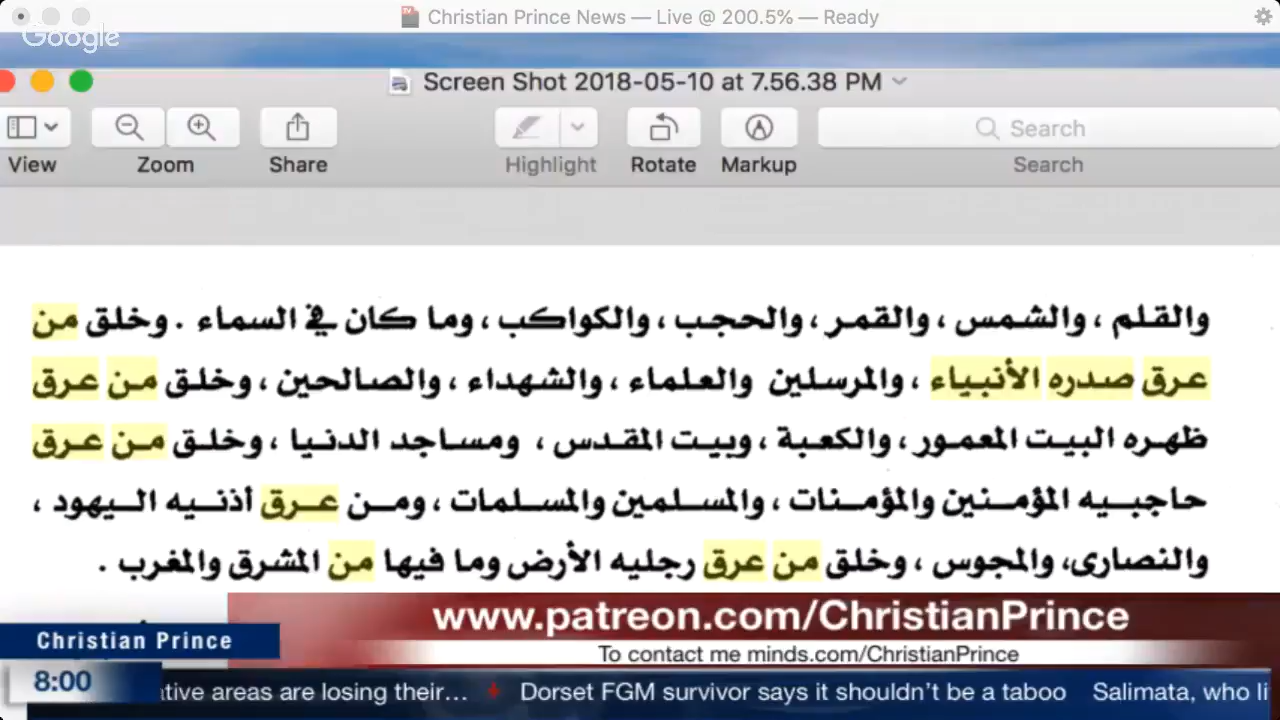 Christian Prince News — Live @ 200.5% — Ready
Google
Screen Shot 2018-05-10 at 7.56.38 PM
View
Zoom
Share
Highlight
Rotate
Markup
Search
Search
والقلم ، والشمس ، والقمر ، والحجب ، والكواكب ، وما كان في السماء . وخلق من
عرق صدره الأنبياء ، والمرسلين والعلماء ، والشهداء ، والصالحين ، وخلق من عرق
ظهره البيت المعمور ، والكعبة ، وبيت المقدس ، ومساجد الدنيا ، وخلق من عرق
حاجبيه المؤمنين والمؤمنات ، والمسلمين والمسلمات ، ومن عرق أذنيه اليهود ،
والنصارى، والمجوس ، وخلق من عرق رجليه الأرض وما فيها من المشرق والمغرب .
www.patreon.com/ChristianPrince
Christian Prince
To contact me minds.com/ChristianPrince
8:00
ative areas are losing their... Dorset FGM survivor says it shouldn't be a taboo Salimata, who li